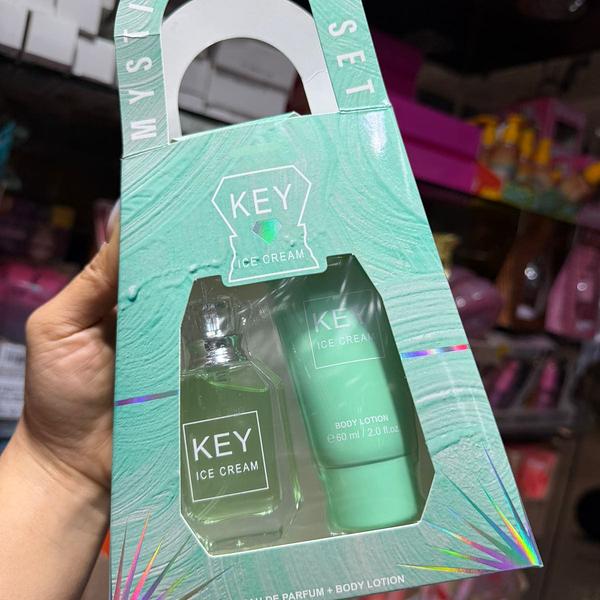 SET
KEY
ICE CREAM
KEY
ICE CREAM
BODY LOTION
℮ 60 ml / 2.0 fl.oz
KEY
ICE CREAM
DE PARFUM + BODY LOTION